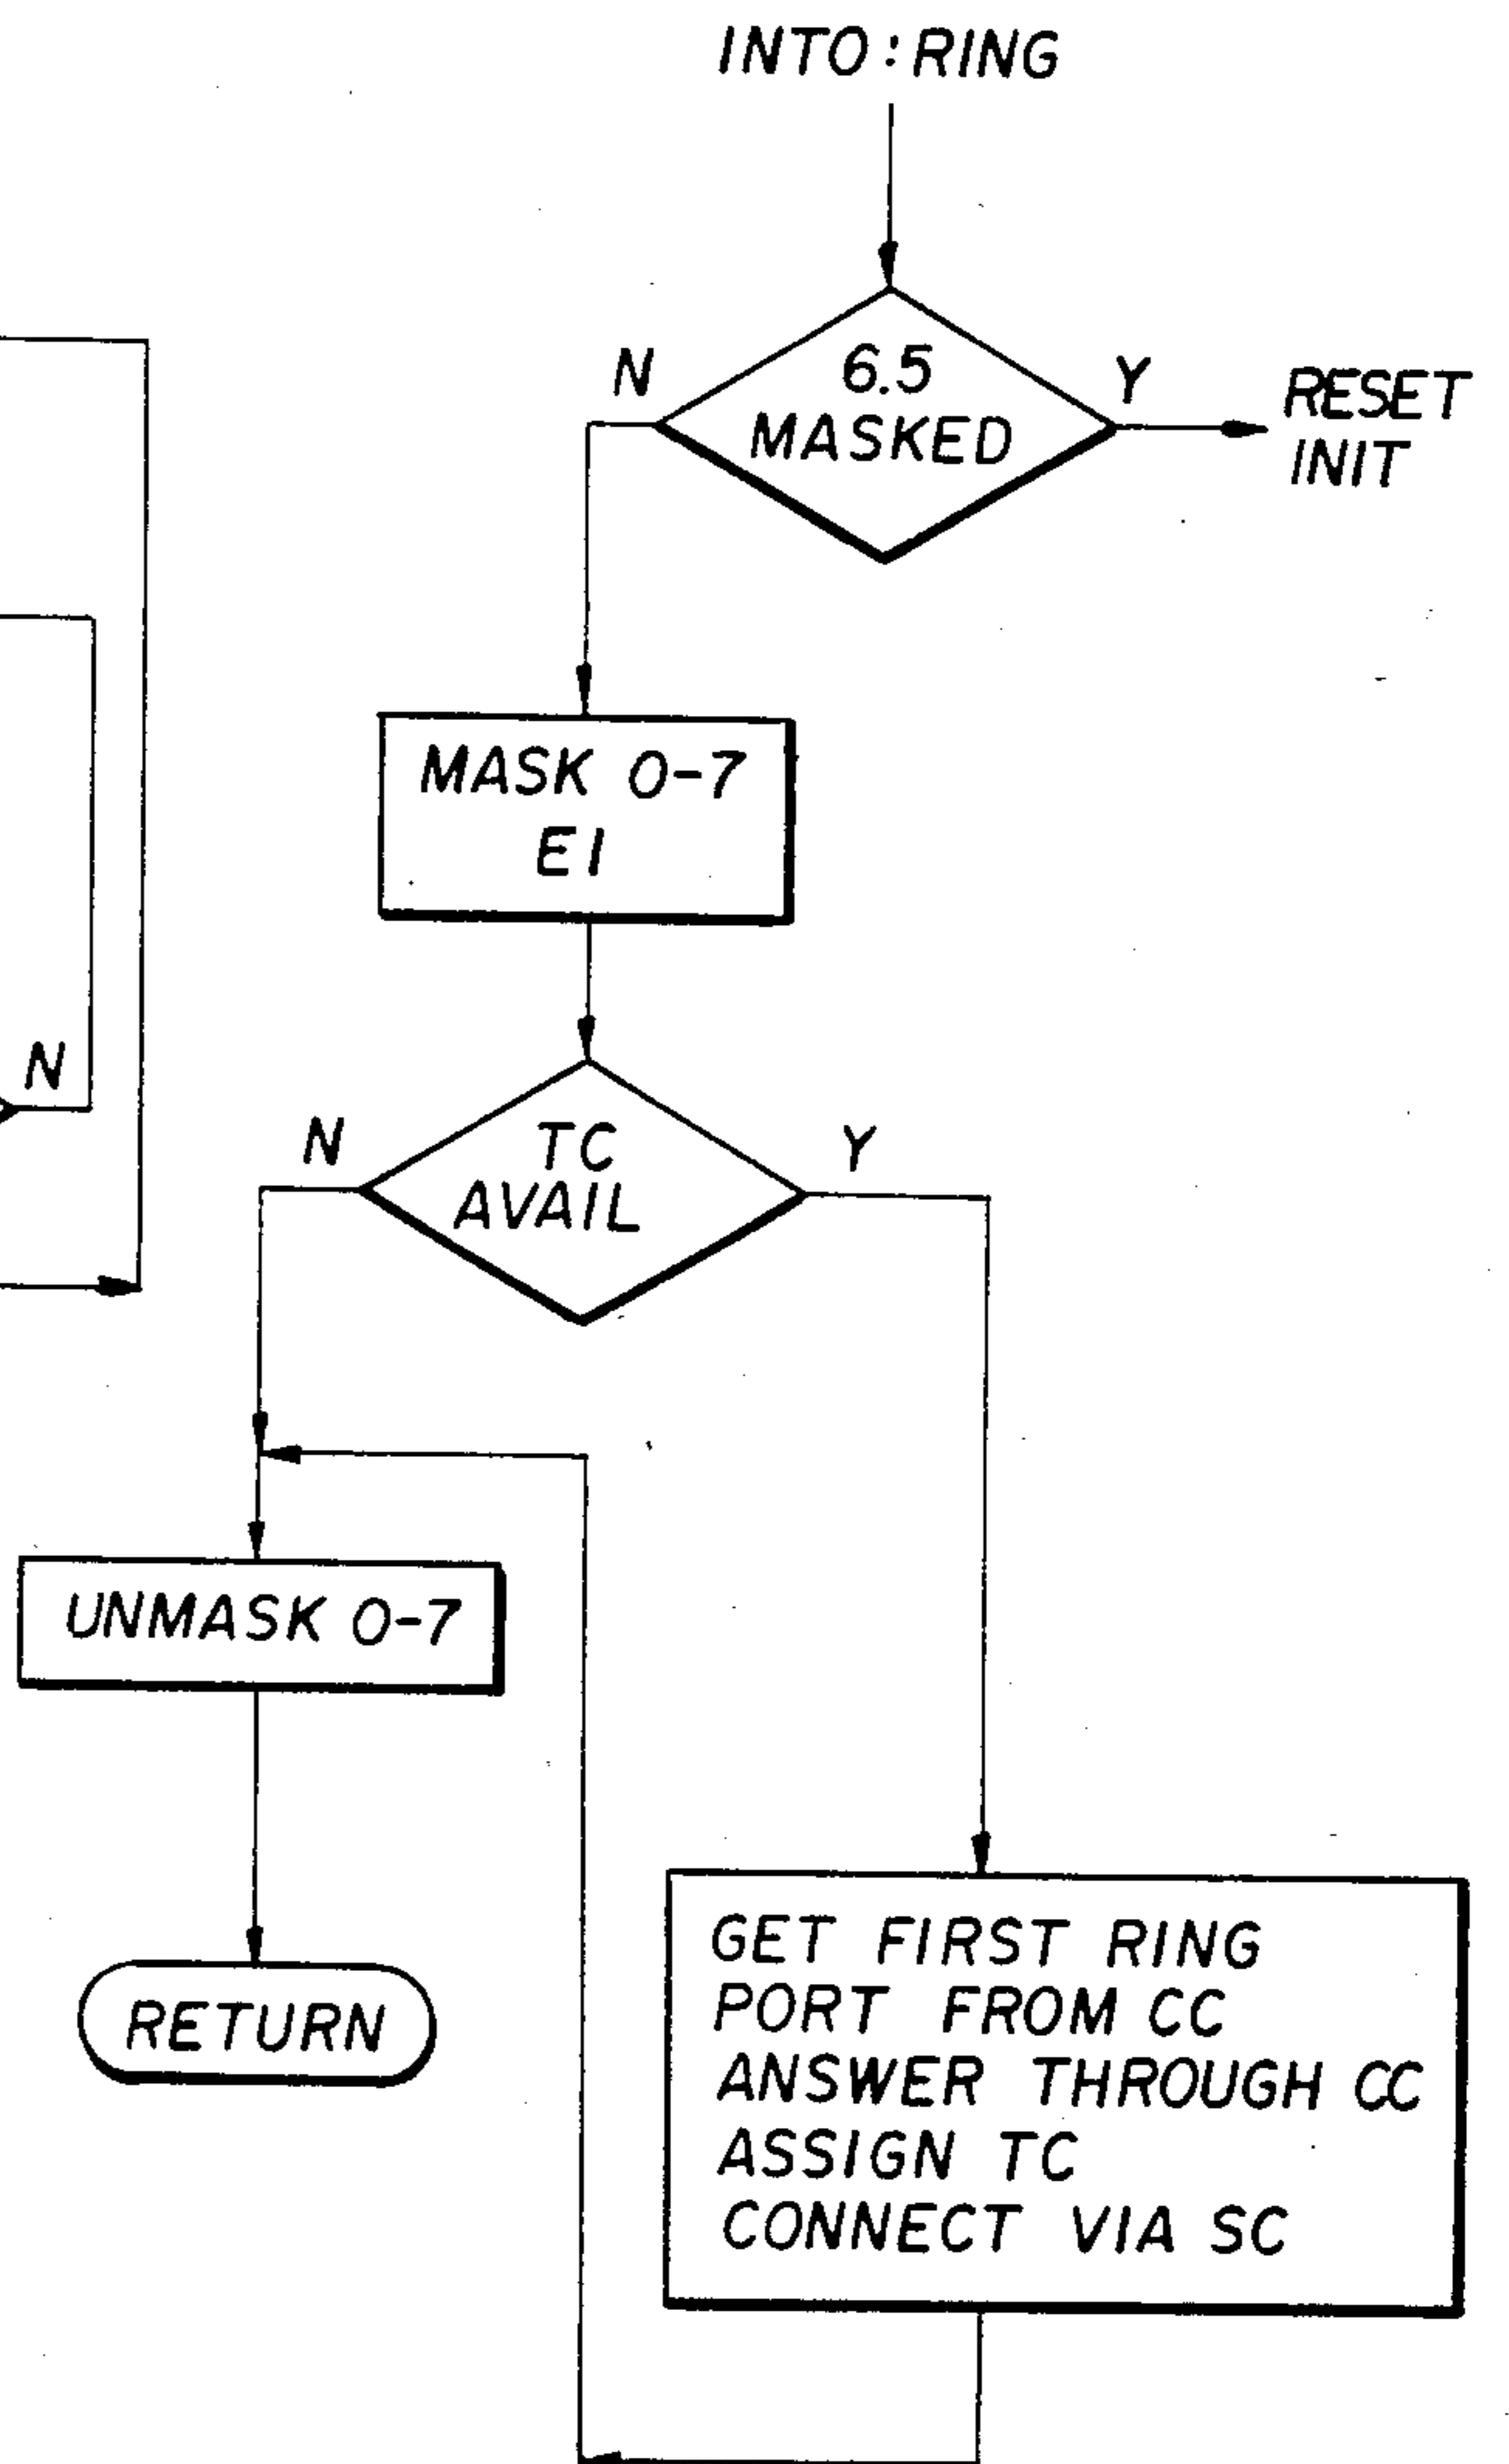 INTO:RING
N
6.5
MASKED
Y
RESET
INIT
MASK 0-7
EI
N
N
TC
AVAIL
Y
UNMASK 0-7
RETURN
GET FIRST RING
PORT FROM CC
ANSWER THROUGH CC
ASSIGN TC
CONNECT VIA SC